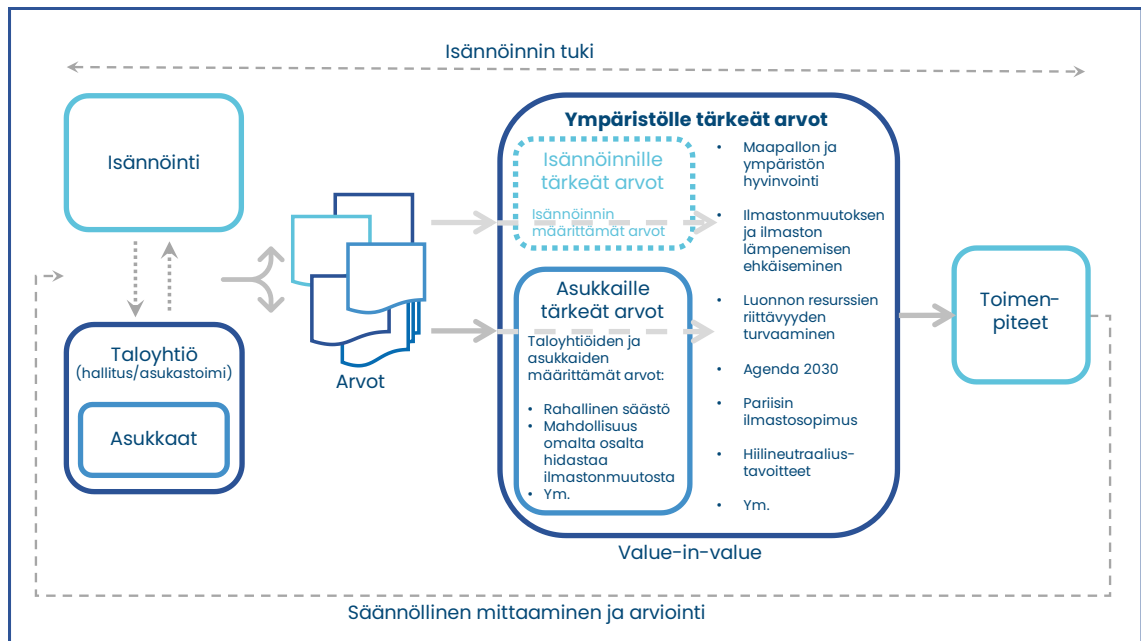 Isännöinnin tuki
Isännöinti
Taloyhtiö
(hallitus/asukastoimi)
Asukkaat
Arvot
Ympäristölle tärkeät arvot
Isännöinnille
tärkeät arvot
Isännöinnin
määrittämät arvot
Asukkaille
tärkeät arvot
Taloyhtiöiden ja
asukkaiden
määrittämät arvot:
• Rahallinen säästö
• Mahdollisuus
omalta osalta
hidastaa
ilmastonmuutosta
• Ym.
• Maapallon ja
ympäristön
hyvinvointi
• Ilmastonmuutoksen
ja ilmaston
lämpenemisen
ehkäiseminen
• Luonnon resurssien
riittävyyden
turvaaminen
• Agenda 2030
• Pariisin
ilmastosopimus
• Hiilineutraalius-
tavoitteet
• Ym.
Value-in-value
Toimen-
piteet
Säännöllinen mittaaminen ja arviointi